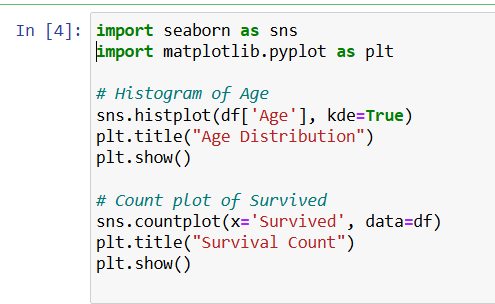 In [4]: import seaborn as sns
import matplotlib.pyplot as plt

# Histogram of Age
sns.histplot(df['Age'], kde=True)
plt.title("Age Distribution")
plt.show()

# Count plot of Survived
sns.countplot(x='Survived', data=df)
plt.title("Survival Count")
plt.show()